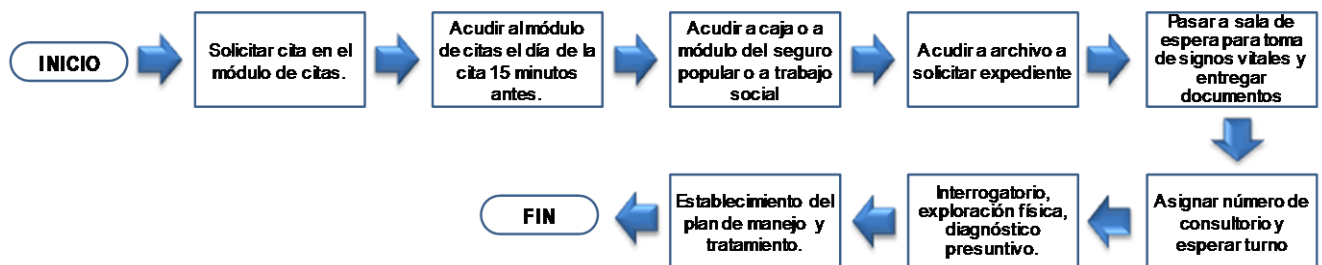 INICIO
Solicitar cita en el
módulo de citas.
Acudir al módulo
de citas el día de la
cita 15 minutos
antes.
Acudir a caja o a
módulo del seguro
popular o a trabajo
social
Acudir a archivo a
solicitar expediente
Pasar a sala de
espera para toma
de signos vitales y
entregar
documentos
Asignar número de
consultorio y
esperar turno
Interrogatorio,
exploración física,
diagnóstico
presuntivo.
Establecimiento del
plan de manejo y
tratamiento.
FIN